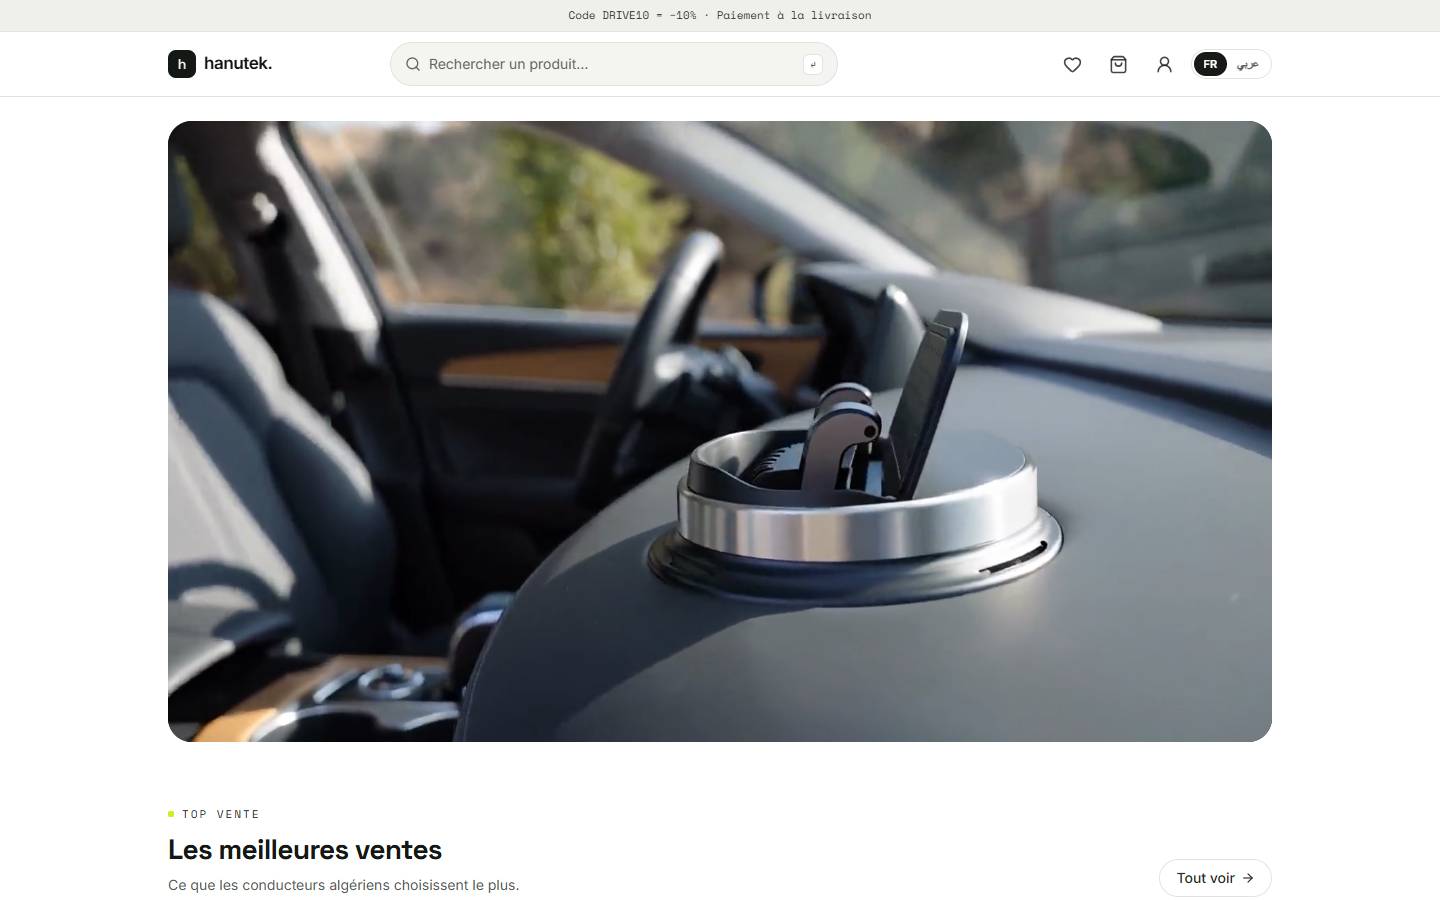 Code DRIVE10 = −10% · Paiement à la livraison
h hanutek.
Rechercher un produit...
FR عربي
TOP VENTE
Les meilleures ventes
Ce que les conducteurs algériens choisissent le plus.
Tout voir →